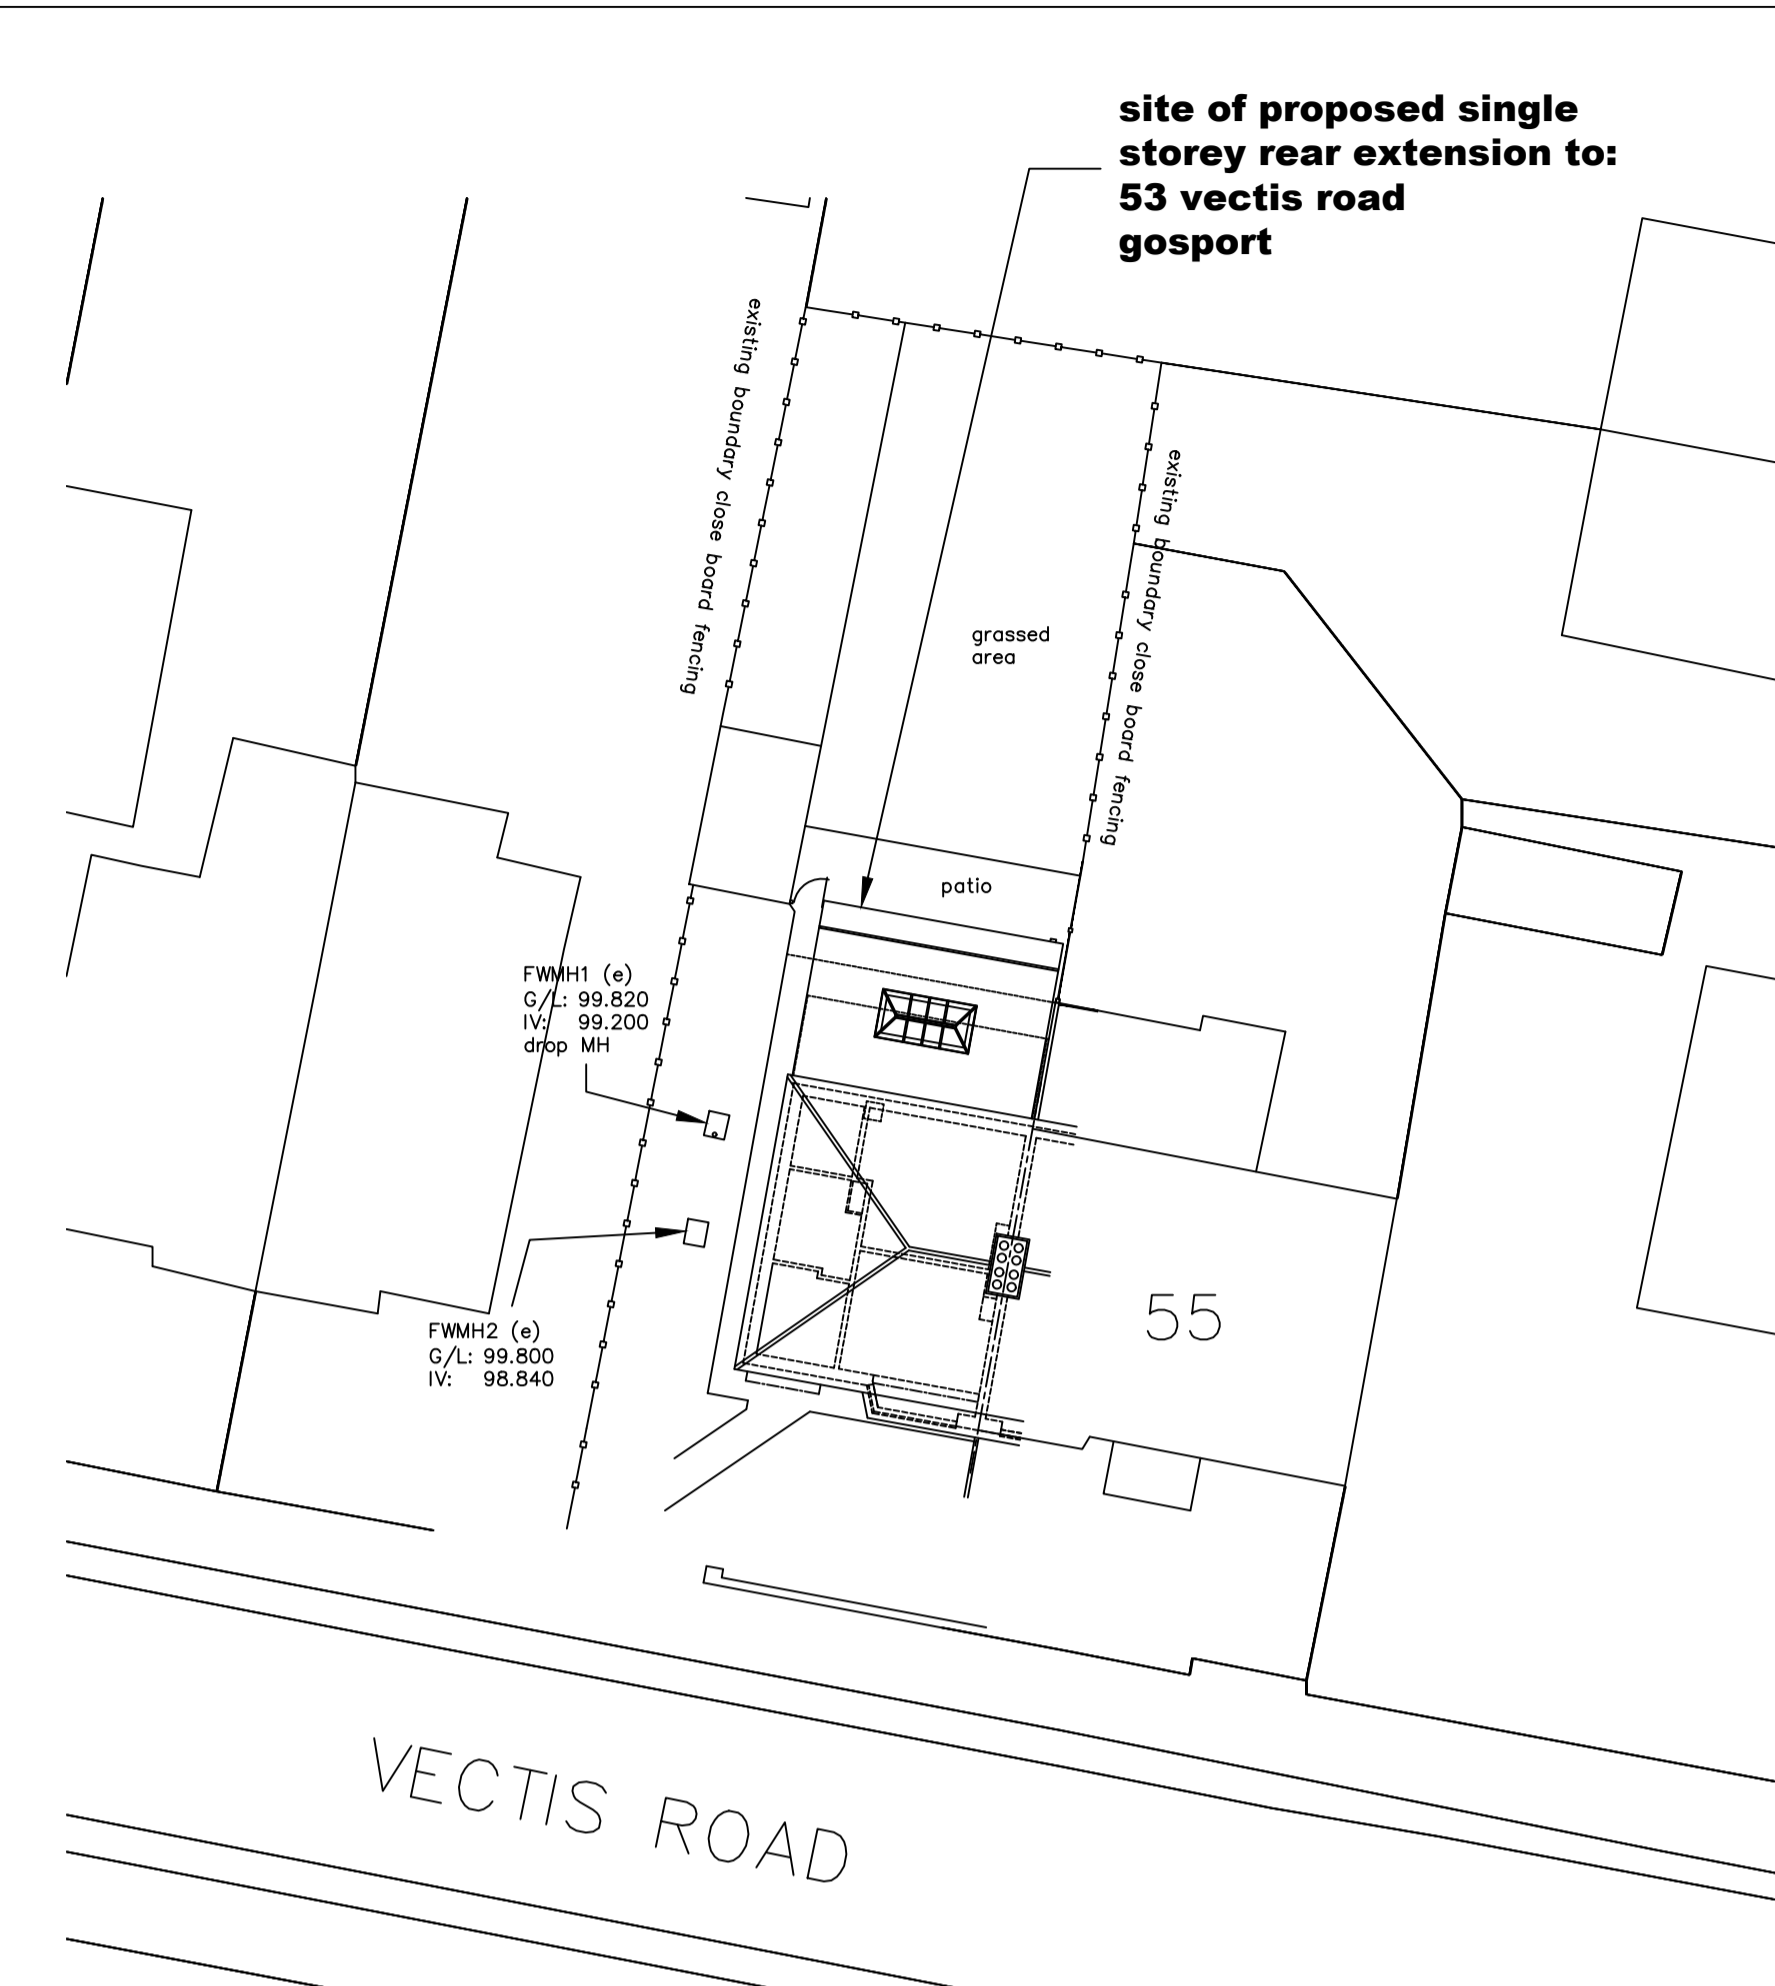 site of proposed single
storey rear extension to:
53 vectis road
gosport
existing boundary close board fencing
existing boundary close board fencing
grassed
area
patio
FWMH1 (e)
G/L: 99.820
IV: 99.200
drop MH
FWMH2 (e)
G/L: 99.800
IV: 98.840
55
VECTIS ROAD